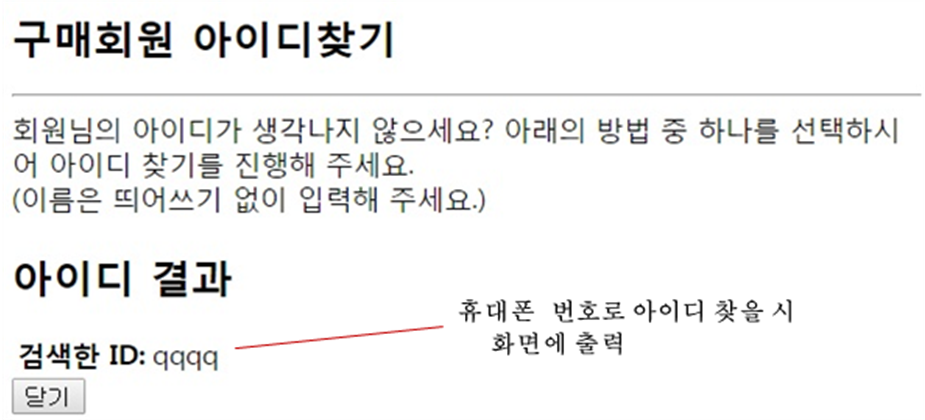 구매회원 아이디찾기
회원님의 아이디가 생각나지 않으세요? 아래의 방법 중 하나를 선택하시
어 아이디 찾기를 진행해 주세요.
(이름은 띄어쓰기 없이 입력해 주세요.)
아이디 결과
휴대폰 번호로 아이디 찾을 시
화면에 출력
검색한 ID: qqqq
닫기